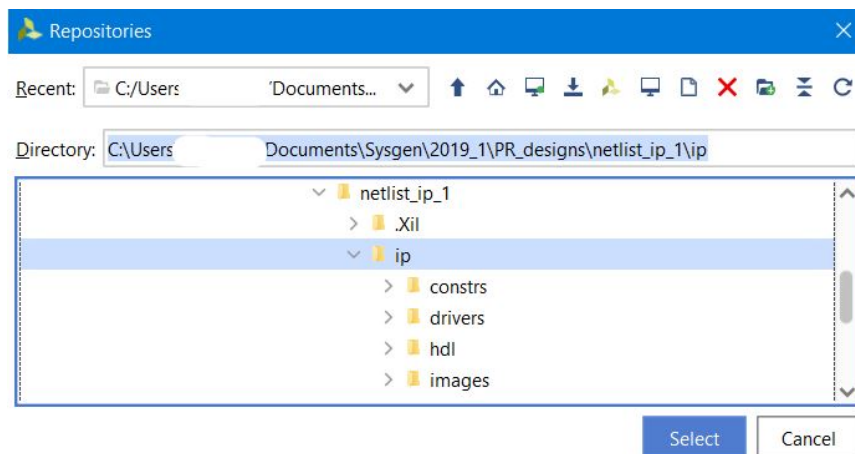 Repositories
Recent: C:/Users 'Documents...
Directory: C:\Users Documents\Sysgen\2019_1\PR_designs\netlist_ip_1\ip
netlist_ip_1
.Xil
ip
constrs
drivers
hdl
images
Select Cancel